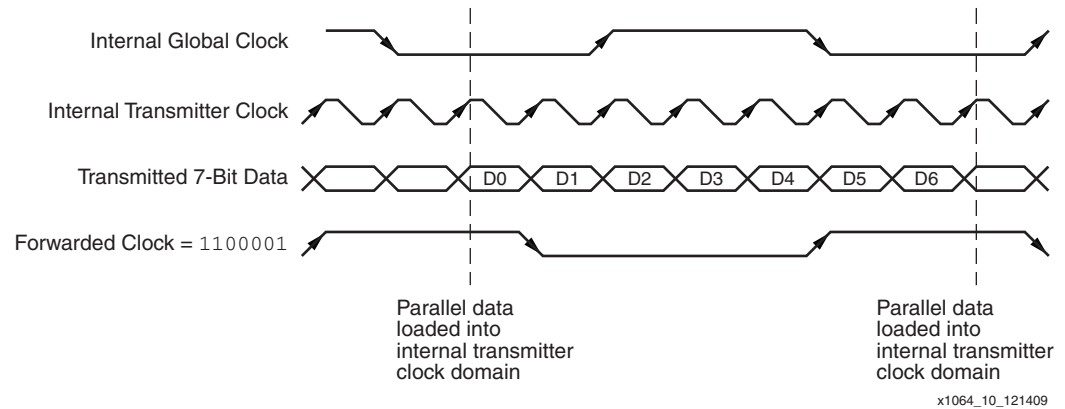 Internal Global Clock
Internal Transmitter Clock
Transmitted 7-Bit Data
D0 D1 D2 D3 D4 D5 D6
Forwarded Clock = 1100001
Parallel data
loaded into
internal transmitter
clock domain
Parallel data
loaded into
internal transmitter
clock domain
x1064_10_121409